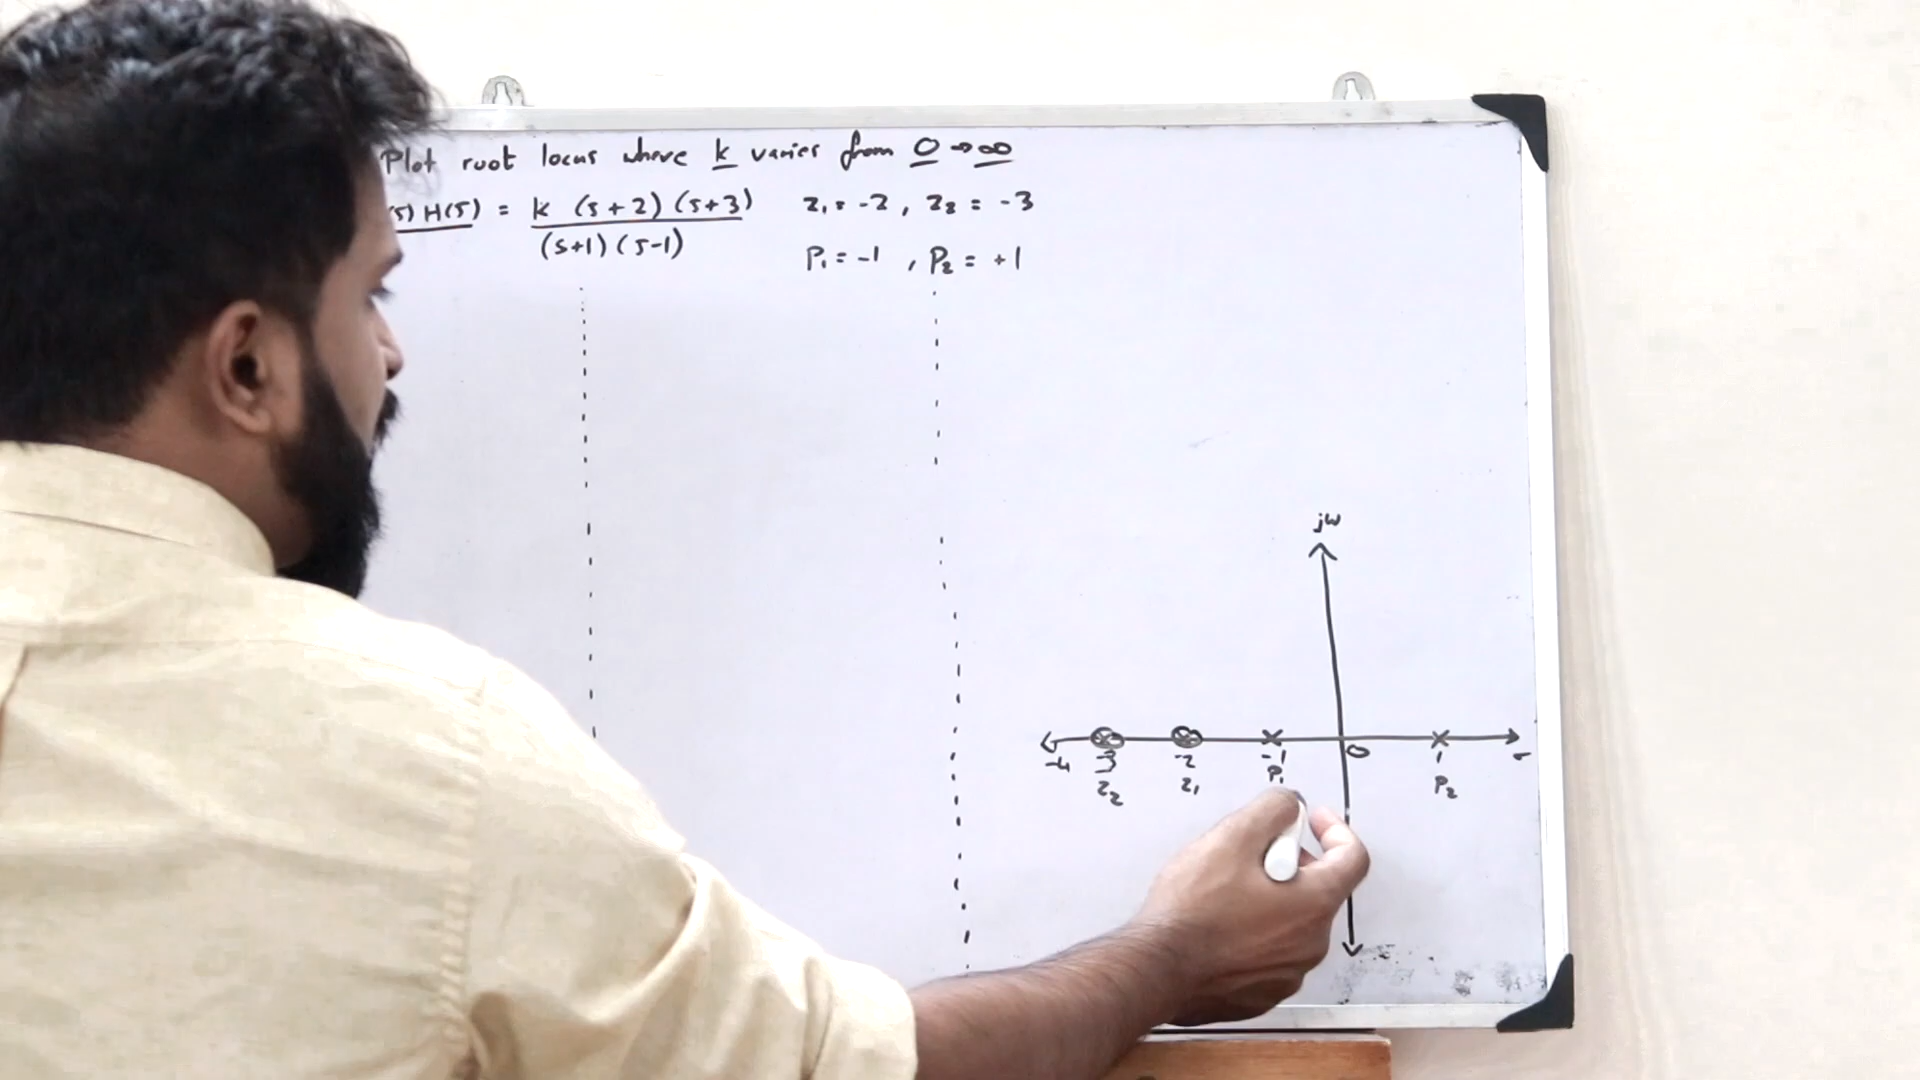 Plot root locus where k varies from 0 → ∞
(s) H(s) = k (s+2) (s+3) z₁ = -2, z₂ = -3
(s+1) (s-1)
P₁ = -1 , P₂ = +1
jω
-4 -3 -2 -1 0 1 σ
z₂ z₁ P₁ P₂